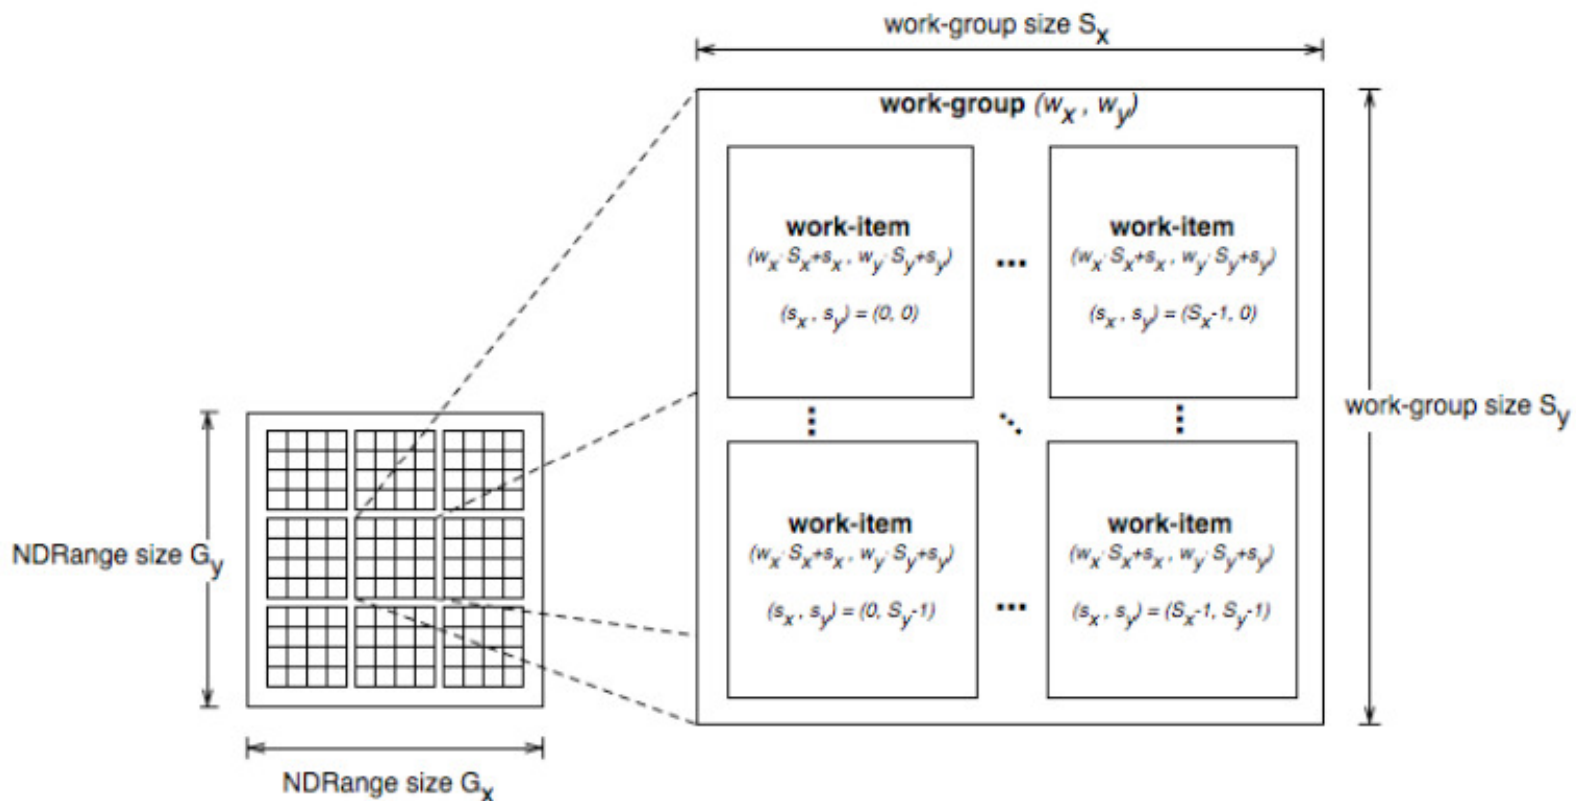 work-group size Sx
work-group (wx , wy)
work-item
(wx· Sx+sx , wy· Sy+sy)
(sx , sy) = (0, 0)
...
work-item
(wx· Sx+sx , wy· Sy+sy)
(sx , sy) = (Sx-1, 0)
work-group size Sy
work-item
(wx· Sx+sx , wy· Sy+sy)
(sx , sy) = (0, Sy-1)
...
work-item
(wx· Sx+sx , wy· Sy+sy)
(sx , sy) = (Sx-1, Sy-1)
NDRange size Gy
NDRange size Gx